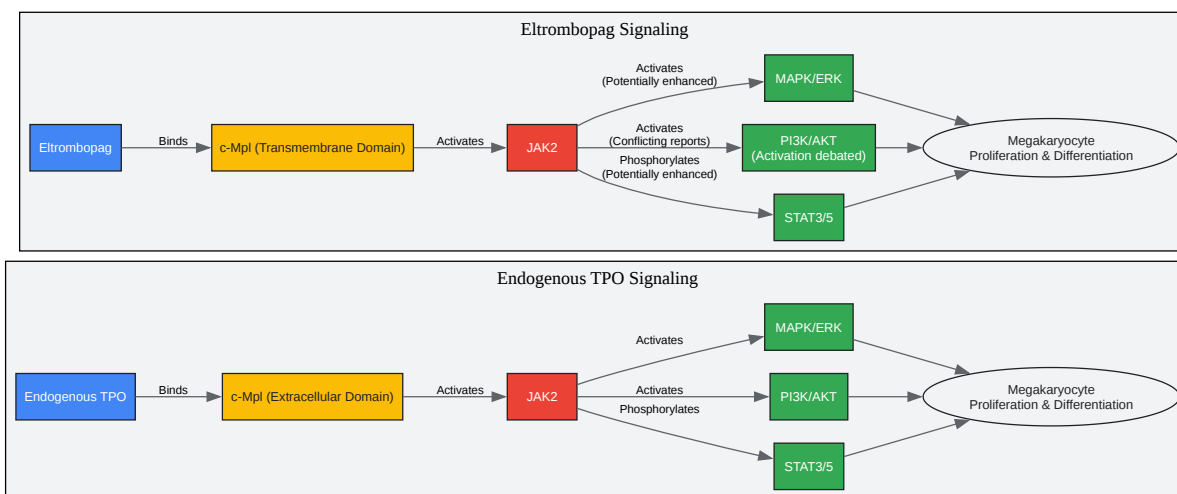 Eltrombopag Signaling
Activates
(Potentially enhanced)
MAPK/ERK
Eltrombopag
Binds
c-Mpl (Transmembrane Domain)
Activates
JAK2
Activates
(Conflicting reports)
PI3K/AKT
(Activation debated)
Megakaryocyte
Proliferation & Differentiation
Phosphorylates
(Potentially enhanced)
STAT3/5
Endogenous TPO Signaling
Activates
MAPK/ERK
Endogenous TPO
Binds
c-Mpl (Extracellular Domain)
Activates
JAK2
Activates
PI3K/AKT
Megakaryocyte
Proliferation & Differentiation
Phosphorylates
STAT3/5